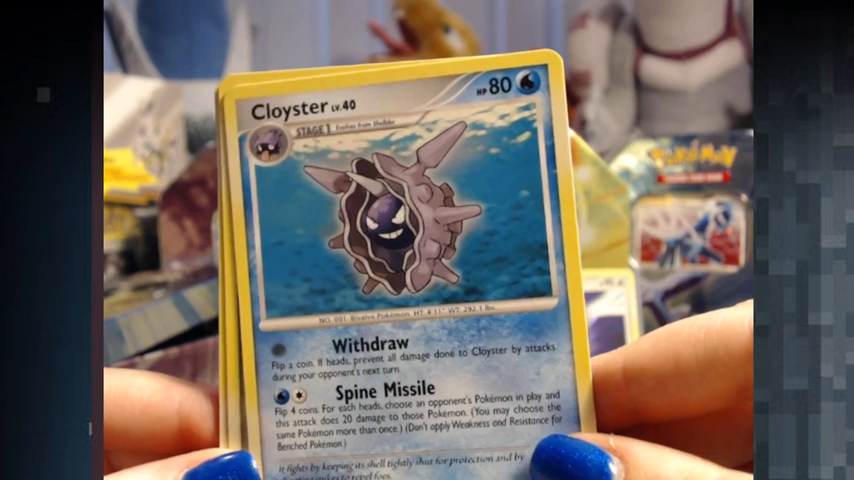 Cloyster LV.40
HP 80
STAGE 1 Evolves from Shellder
NO. 091 Bivalve Pokémon HT: 4'11" WT: 292.1 lbs.
Withdraw
Flip a coin. If heads, prevent all damage done to Cloyster by attacks
during your opponent's next turn.
Spine Missile
Flip 4 coins. For each heads, choose an opponent's Pokémon in play and
this attack does 20 damage to those Pokémon. (You may choose the
same Pokémon more than once.) (Don't apply Weakness and Resistance for
Benched Pokémon.)
It fights by keeping its shell tightly shut for protection and by
to repel foes.
POKéMON